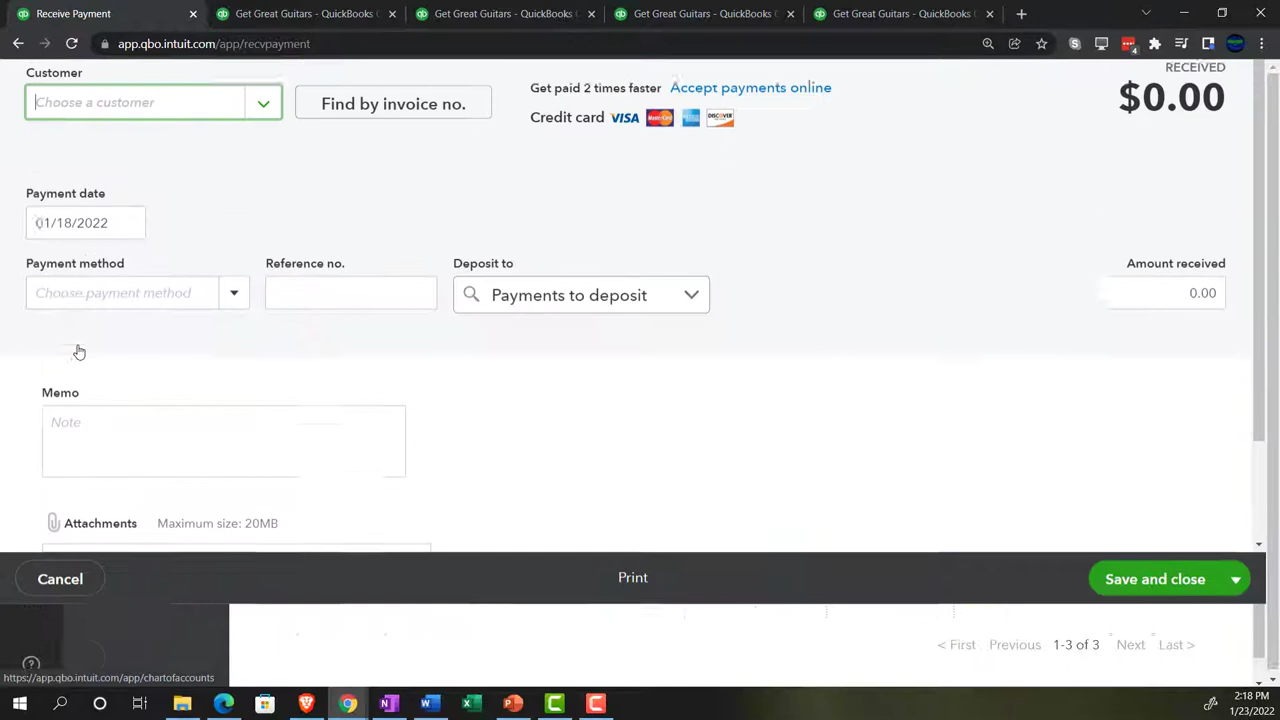 Receive Payment
Get Great Guitars - QuickBooks O
Get Great Guitars - QuickBooks O
Get Great Guitars - QuickBooks O
Get Great Guitars - QuickBooks O
app.qbo.intuit.com/app/recvpayment
4
Customer
Choose a customer
Find by invoice no.
Get paid 2 times faster Accept payments online
Credit card VISA MasterCard DISCOVER
RECEIVED
$0.00
Payment date
01/18/2022
Payment method
Reference no.
Deposit to
Amount received
Choose payment method
Payments to deposit
0.00
Memo
Note
Attachments Maximum size: 20MB
Cancel
Print
Save and close
< First Previous 1-3 of 3 Next Last >
https://app.qbo.intuit.com/app/chartofaccounts
2:18 PM
1/23/2022